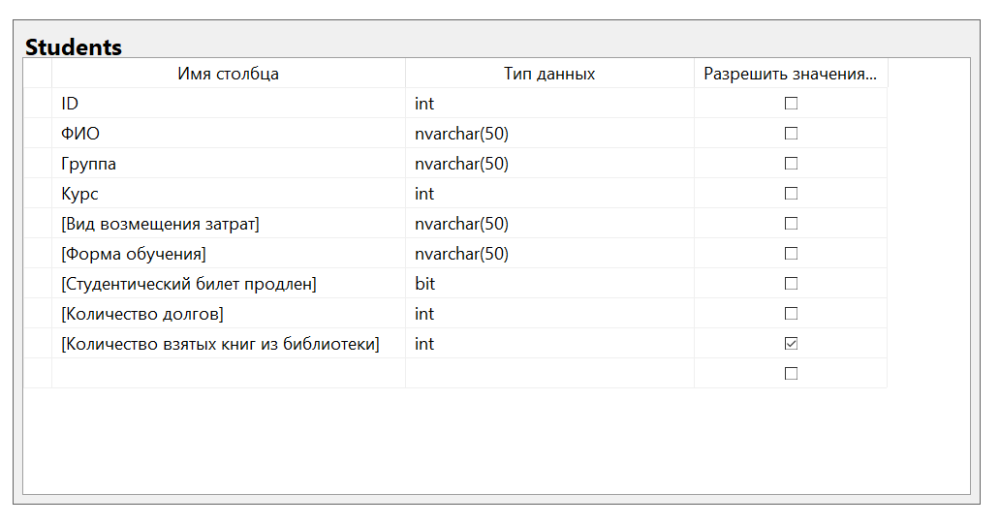 Students
Имя столбца Тип данных Разрешить значения...
ID int
ФИО nvarchar(50)
Группа nvarchar(50)
Курс int
[Вид возмещения затрат] nvarchar(50)
[Форма обучения] nvarchar(50)
[Студентический билет продлен] bit
[Количество долгов] int
[Количество взятых книг из библиотеки] int